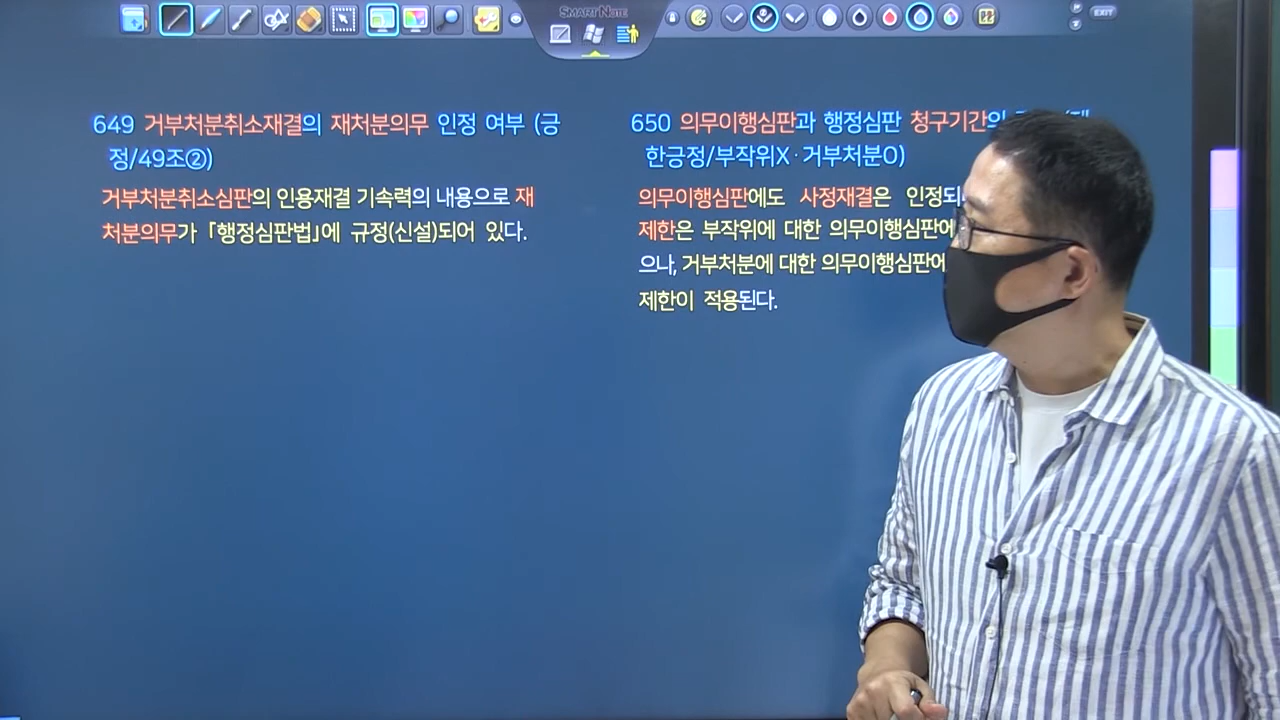 SMART NOTE
EXIT
649 거부처분취소재결의 재처분의무 인정 여부 (긍
정/49조②)
거부처분취소심판의 인용재결 기속력의 내용으로 재
처분의무가 「행정심판법」에 규정(신설)되어 있다.
650 의무이행심판과 행정심판 청구기간의
한긍정/부작위X·거부처분O)
의무이행심판에도 사정재결은 인정되
제한은 부작위에 대한 의무이행심판에
으나, 거부처분에 대한 의무이행심판에
제한이 적용된다.